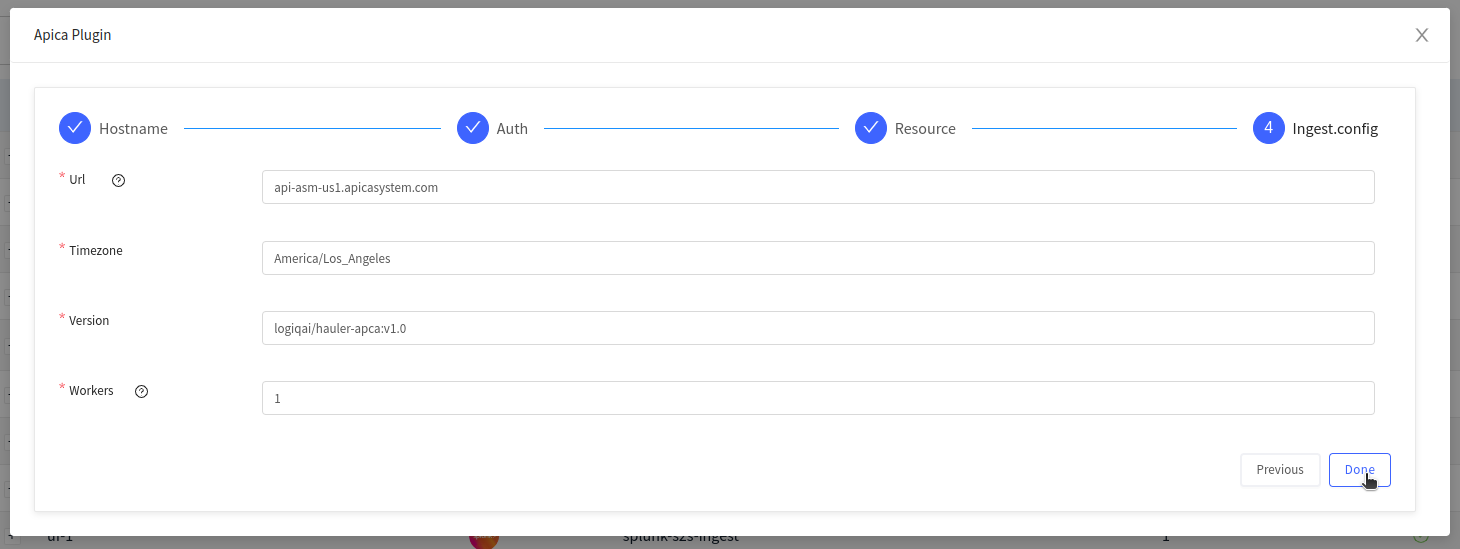 Apica Plugin
Hostname
Auth
Resource
4 Ingest.config
* Url
api-asm-us1.apicasystem.com
* Timezone
America/Los_Angeles
* Version
logiqai/hauler-apca:v1.0
* Workers
1
Previous
Done
df-1 splunk-s2s-ingest 1